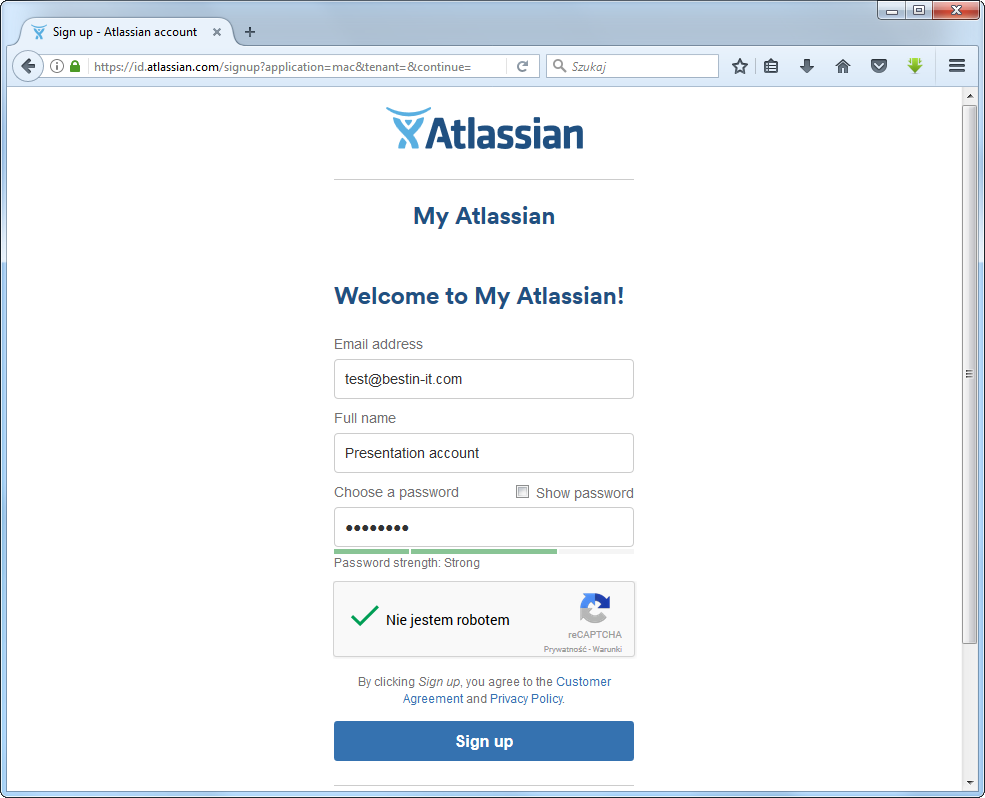 Sign up - Atlassian account
https://id.atlassian.com/signup?application=mac&tenant=&continue=
Szukaj
Atlassian
My Atlassian
Welcome to My Atlassian!
Email address
test@bestin-it.com
Full name
Presentation account
Choose a password
Show password
Password strength: Strong
Nie jestem robotem
reCAPTCHA
Prywatność - Warunki
By clicking Sign up, you agree to the Customer
Agreement and Privacy Policy.
Sign up